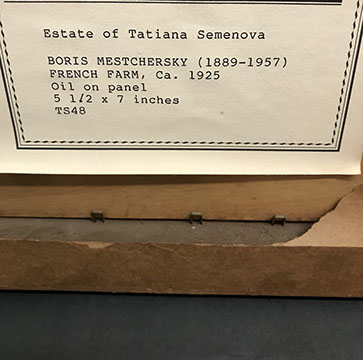 Estate of Tatiana Semenova
BORIS MESTCHERSKY (1889-1957)
FRENCH FARM, Ca. 1925
Oil on panel
5 1/2 x 7 inches
TS48